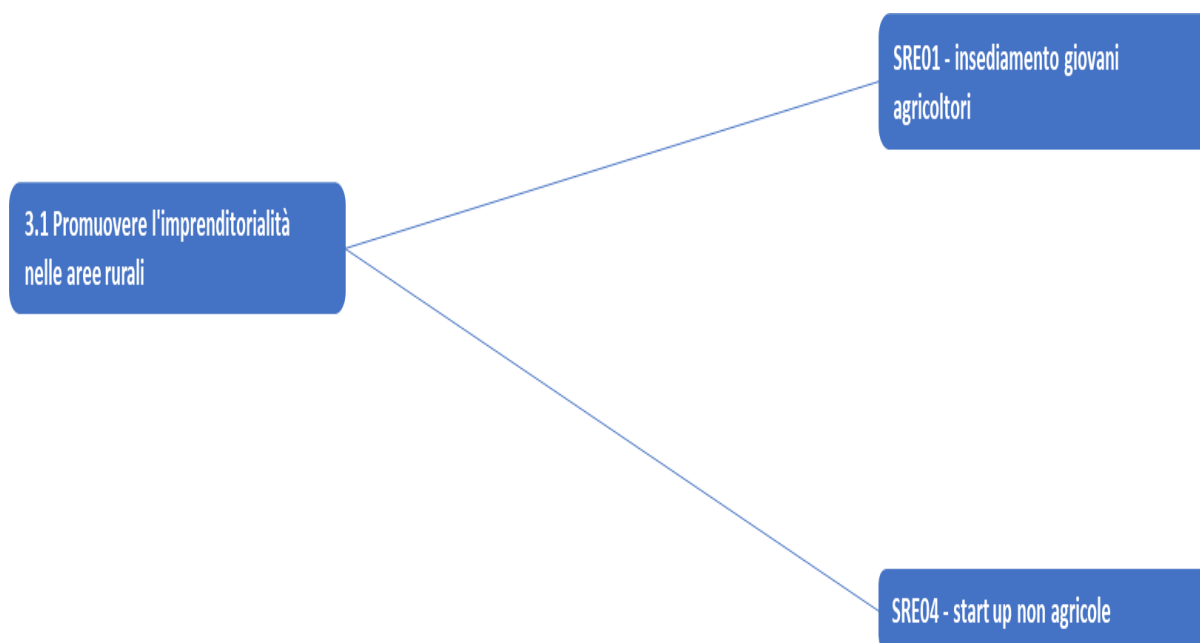 SRE01 - insediamento giovani
agricoltori
3.1 Promuovere l'imprenditorialità
nelle aree rurali
SRE04 - start up non agricole